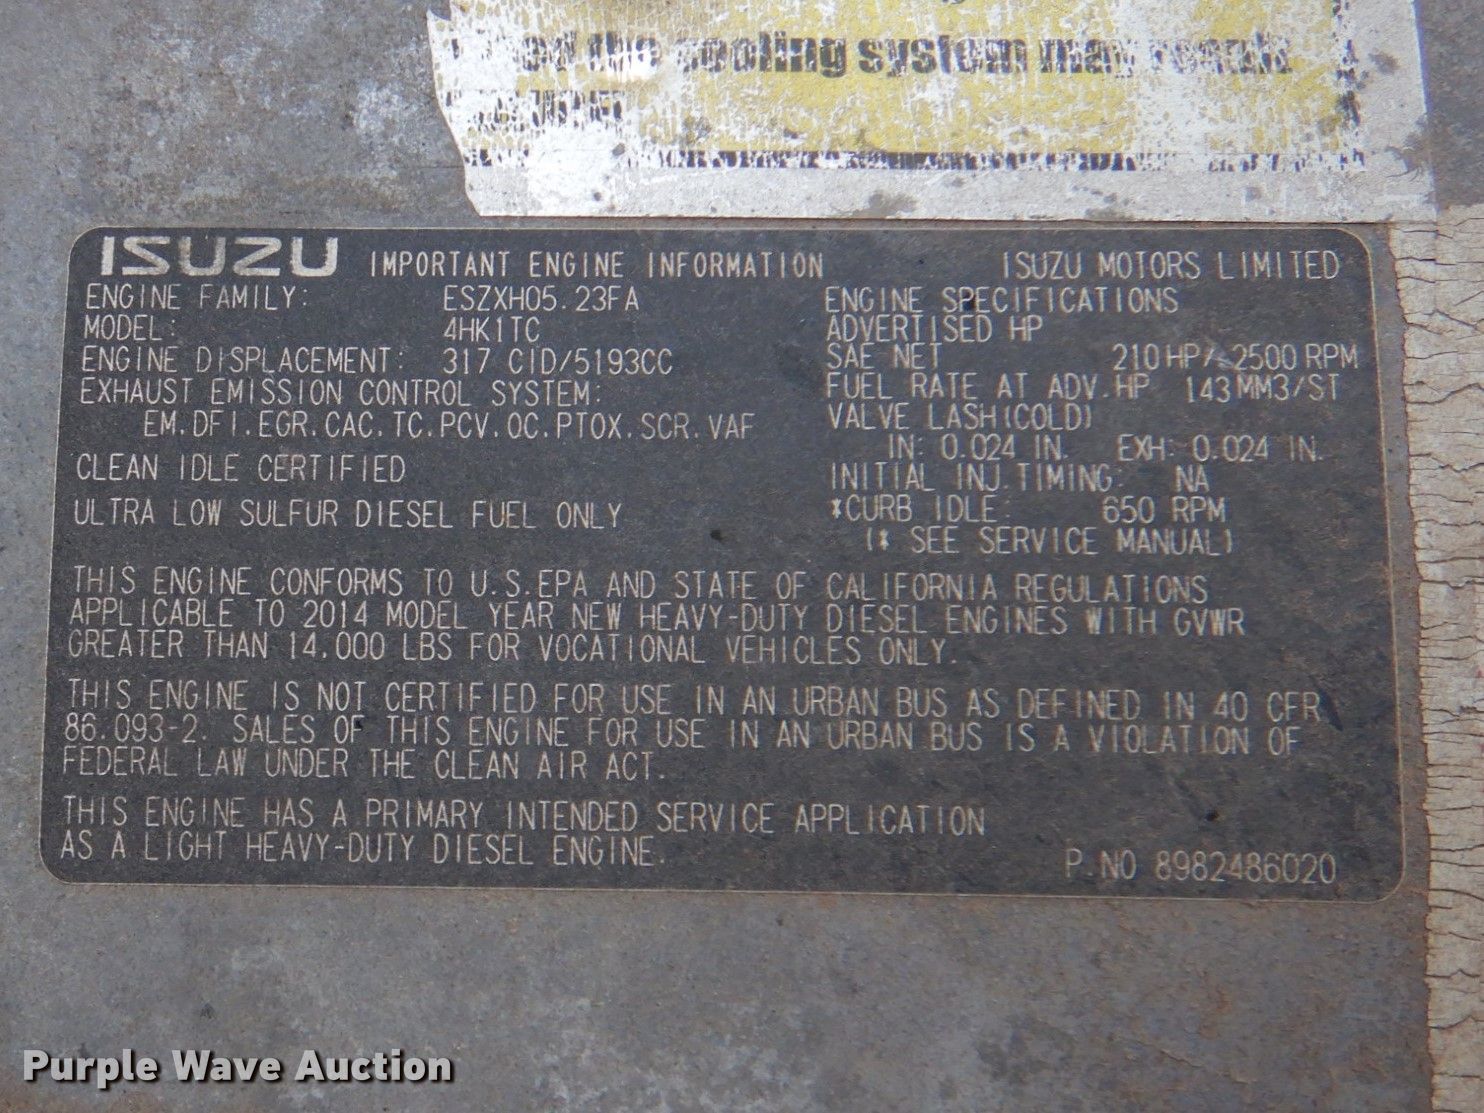 the cooling system may result
ISUZU IMPORTANT ENGINE INFORMATION ISUZU MOTORS LIMITED
ENGINE FAMILY: ESZXH05.23FA
MODEL: 4HK1TC
ENGINE DISPLACEMENT: 317 CID/5193CC
EXHAUST EMISSION CONTROL SYSTEM:
EM.DFI.EGR.CAC.TC.PCV.OC.PTOX.SCR.VAF
CLEAN IDLE CERTIFIED
ULTRA LOW SULFUR DIESEL FUEL ONLY
ENGINE SPECIFICATIONS
ADVERTISED HP
SAE NET 210HP/ 2500RPM
FUEL RATE AT ADV.HP 143MM3/ST
VALVE LASH(COLD)
IN: 0.024 IN. EXH: 0.024 IN.
INITIAL INJ.TIMING: NA
*CURB IDLE: 650 RPM
(* SEE SERVICE MANUAL)
THIS ENGINE CONFORMS TO U.S.EPA AND STATE OF CALIFORNIA REGULATIONS
APPLICABLE TO 2014 MODEL YEAR NEW HEAVY-DUTY DIESEL ENGINES WITH GVWR
GREATER THAN 14.000 LBS FOR VOCATIONAL VEHICLES ONLY.
THIS ENGINE IS NOT CERTIFIED FOR USE IN AN URBAN BUS AS DEFINED IN 40 CFR
86.093-2. SALES OF THIS ENGINE FOR USE IN AN URBAN BUS IS A VIOLATION OF
FEDERAL LAW UNDER THE CLEAN AIR ACT.
THIS ENGINE HAS A PRIMARY INTENDED SERVICE APPLICATION
AS A LIGHT HEAVY-DUTY DIESEL ENGINE.
P.NO 8982486020
Purple Wave Auction